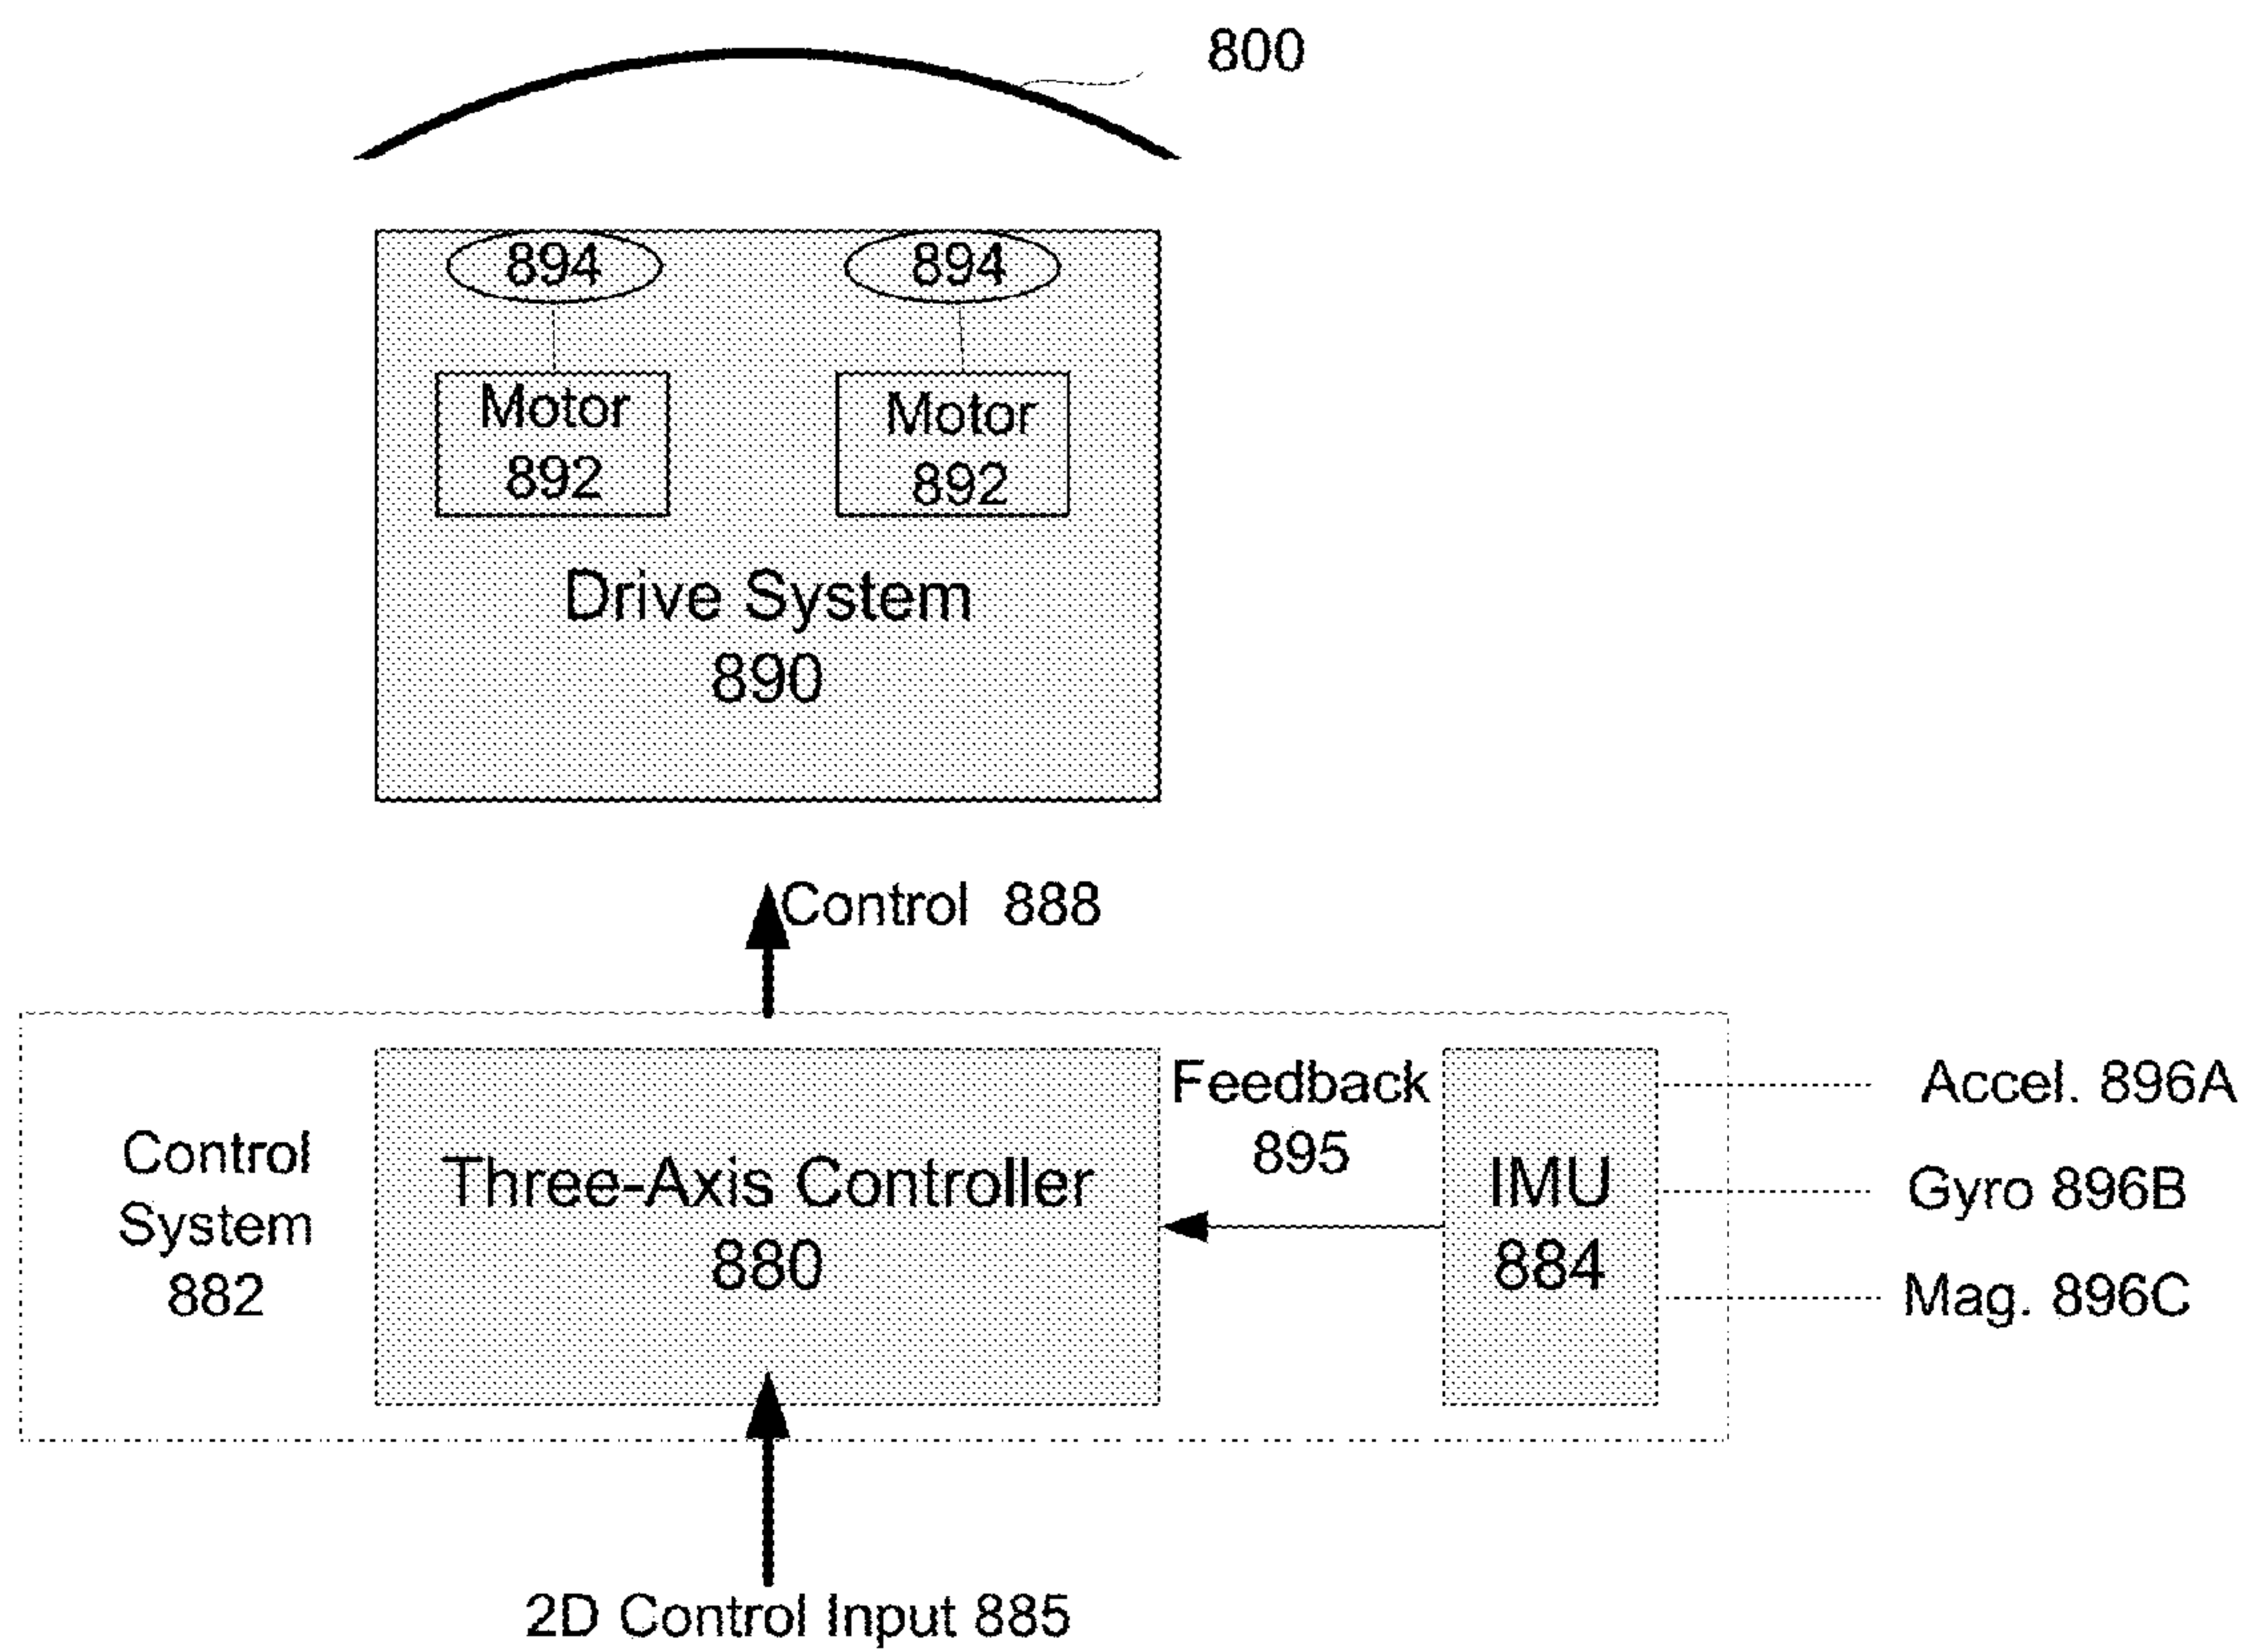 800
894
894
Motor
892
Motor
892
Drive System
890
Control 888
Control
System
882
Three-Axis Controller
880
Feedback
895
IMU
884
Accel. 896A
Gyro 896B
Mag. 896C
2D Control Input 885